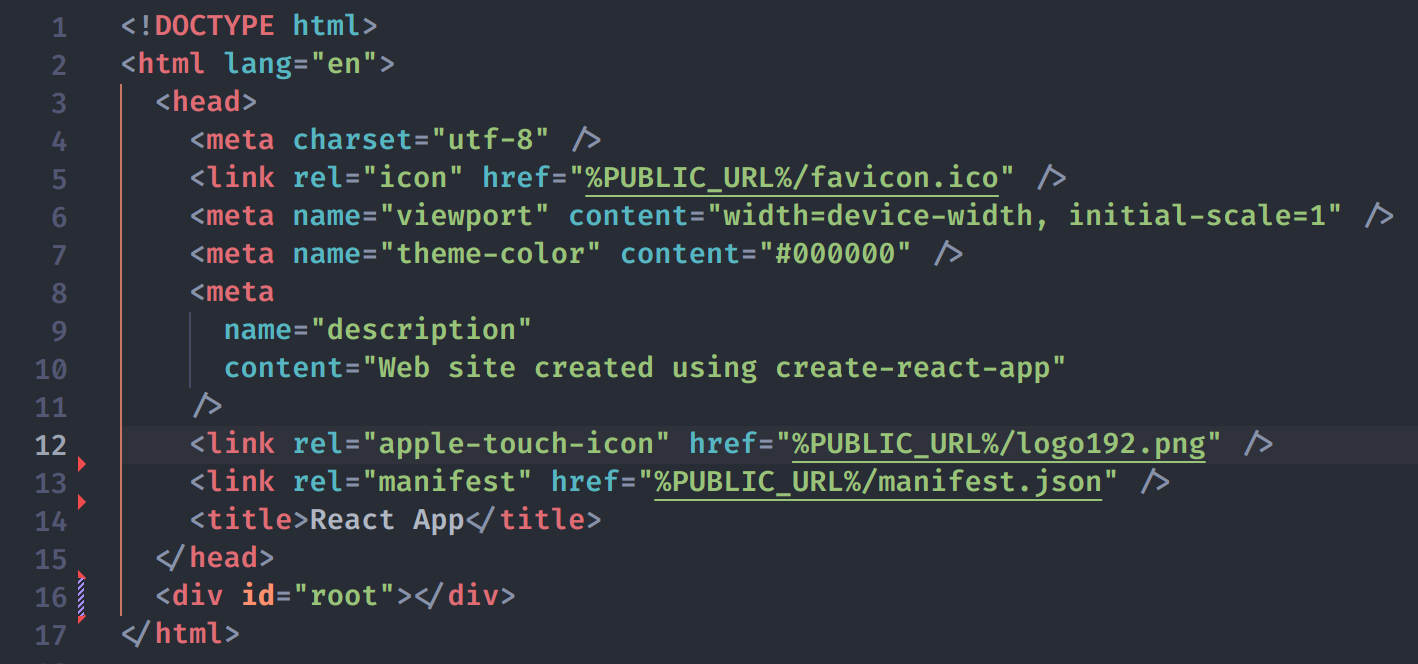 1 <!DOCTYPE html>
2 <html lang="en">
3 <head>
4 <meta charset="utf-8" />
5 <link rel="icon" href="%PUBLIC_URL%/favicon.ico" />
6 <meta name="viewport" content="width=device-width, initial-scale=1" />
7 <meta name="theme-color" content="#000000" />
8 <meta
9 name="description"
10 content="Web site created using create-react-app"
11 />
12 <link rel="apple-touch-icon" href="%PUBLIC_URL%/logo192.png" />
13 <link rel="manifest" href="%PUBLIC_URL%/manifest.json" />
14 <title>React App</title>
15 </head>
16 <div id="root"></div>
17 </html>